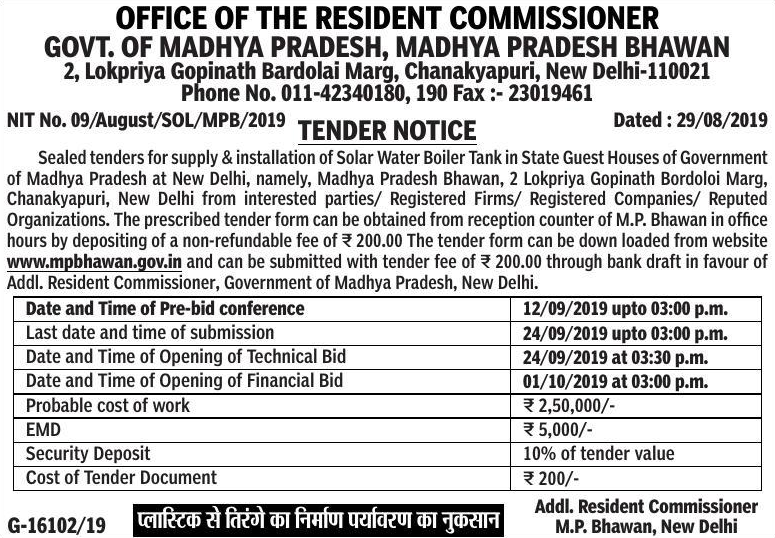 OFFICE OF THE RESIDENT COMMISSIONER
GOVT. OF MADHYA PRADESH, MADHYA PRADESH BHAWAN
2, Lokpriya Gopinath Bardolai Marg, Chanakyapuri, New Delhi-110021
Phone No. 011-42340180, 190 Fax :- 23019461
NIT No. 09/August/SOL/MPB/2019 Dated : 29/08/2019
TENDER NOTICE
Sealed tenders for supply & installation of Solar Water Boiler Tank in State Guest Houses of Government
of Madhya Pradesh at New Delhi, namely, Madhya Pradesh Bhawan, 2 Lokpriya Gopinath Bordoloi Marg,
Chanakyapuri, New Delhi from interested parties/ Registered Firms/ Registered Companies/ Reputed
Organizations. The prescribed tender form can be obtained from reception counter of M.P. Bhawan in office
hours by depositing of a non-refundable fee of ₹ 200.00 The tender form can be down loaded from website
www.mpbhawan.gov.in and can be submitted with tender fee of ₹ 200.00 through bank draft in favour of
Addl. Resident Commissioner, Government of Madhya Pradesh, New Delhi.
Date and Time of Pre-bid conference 12/09/2019 upto 03:00 p.m.
Last date and time of submission 24/09/2019 upto 03:00 p.m.
Date and Time of Opening of Technical Bid 24/09/2019 at 03:30 p.m.
Date and Time of Opening of Financial Bid 01/10/2019 at 03:00 p.m.
Probable cost of work ₹ 2,50,000/-
EMD ₹ 5,000/-
Security Deposit 10% of tender value
Cost of Tender Document ₹ 200/-
G-16102/19
प्लास्टिक से तिरंगे का निर्माण पर्यावरण का नुकसान
Addl. Resident Commissioner
M.P. Bhawan, New Delhi